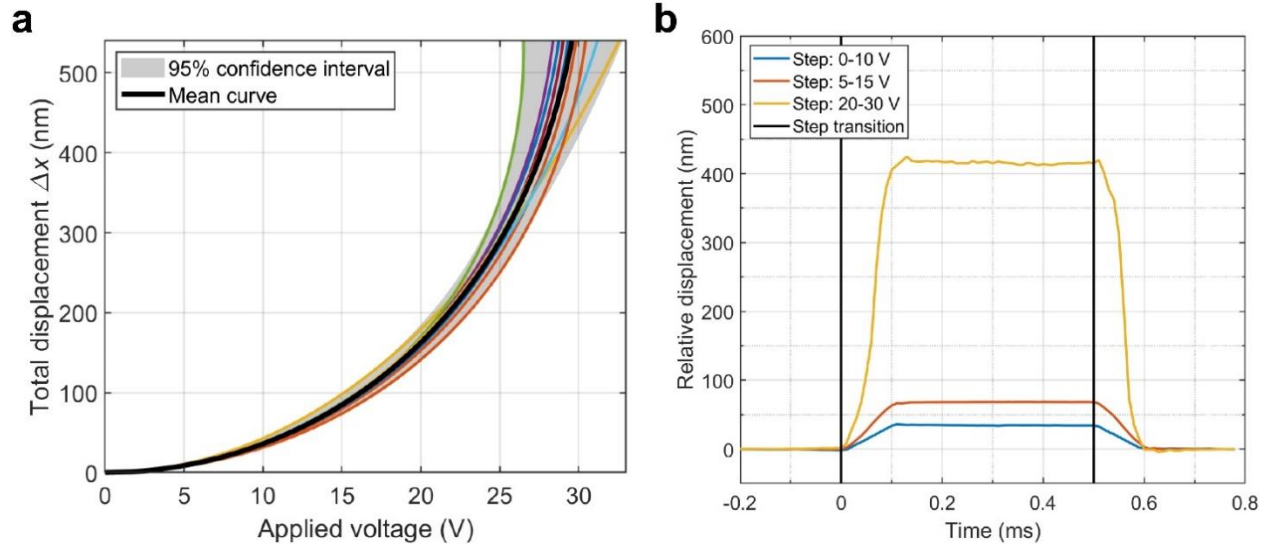 a
Total displacement Δx (nm)
500
400
300
200
100
0
95% confidence interval
Mean curve
0 5 10 15 20 25 30
Applied voltage (V)
b
Relative displacement (nm)
600
500
400
300
200
100
0
Step: 0-10 V
Step: 5-15 V
Step: 20-30 V
Step transition
-0.2 0 0.2 0.4 0.6 0.8
Time (ms)